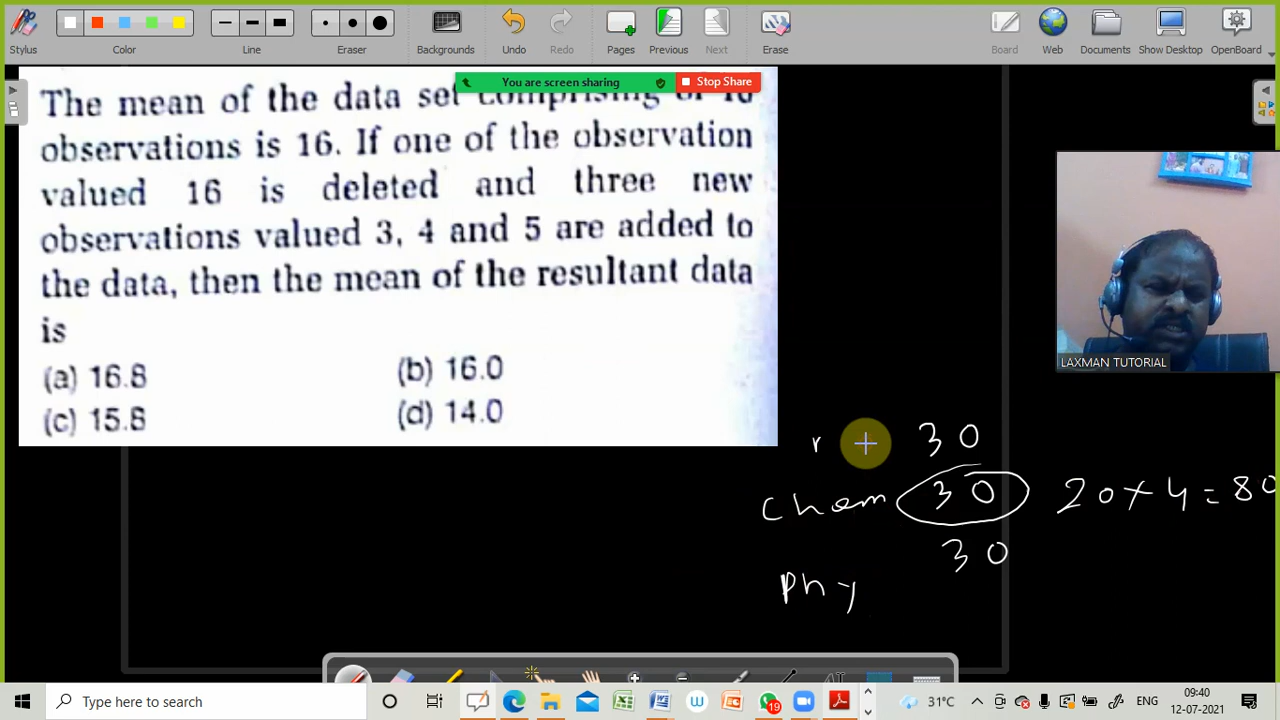 Stylus
Color
Line
Eraser
Backgrounds
Undo
Redo
Pages
Previous
Next
Erase
Board
Web
Documents
Show Desktop
OpenBoard
You are screen sharing
Stop Share
The mean of the data set comprising of 16
observations is 16. If one of the observation
valued 16 is deleted and three new
observations valued 3, 4 and 5 are added to
the data, then the mean of the resultant data
is
(a) 16.8 (b) 16.0
(c) 15.8 (d) 14.0
LAXMAN TUTORIAL
30
Chem 30 20 × 4 = 80
30
Phy
Type here to search
19
31°C
ENG
09:40
12-07-2021